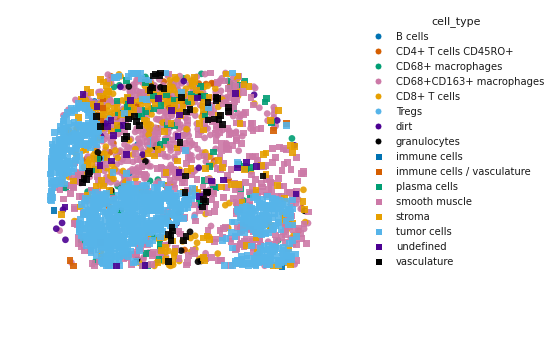 cell_type
B cells
CD4+ T cells CD45RO+
CD68+ macrophages
CD68+CD163+ macrophages
CD8+ T cells
Tregs
dirt
granulocytes
immune cells
immune cells / vasculature
plasma cells
smooth muscle
stroma
tumor cells
undefined
vasculature